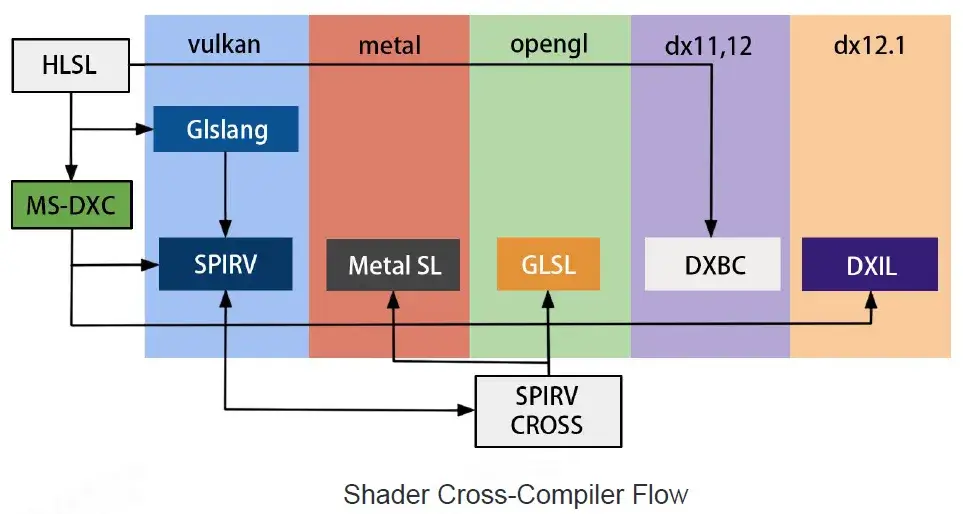 vulkan
metal
opengl
dx11,12
dx12.1
HLSL
Glslang
MS-DXC
SPIRV
Metal SL
GLSL
DXBC
DXIL
SPIRV
CROSS
Shader Cross-Compiler Flow